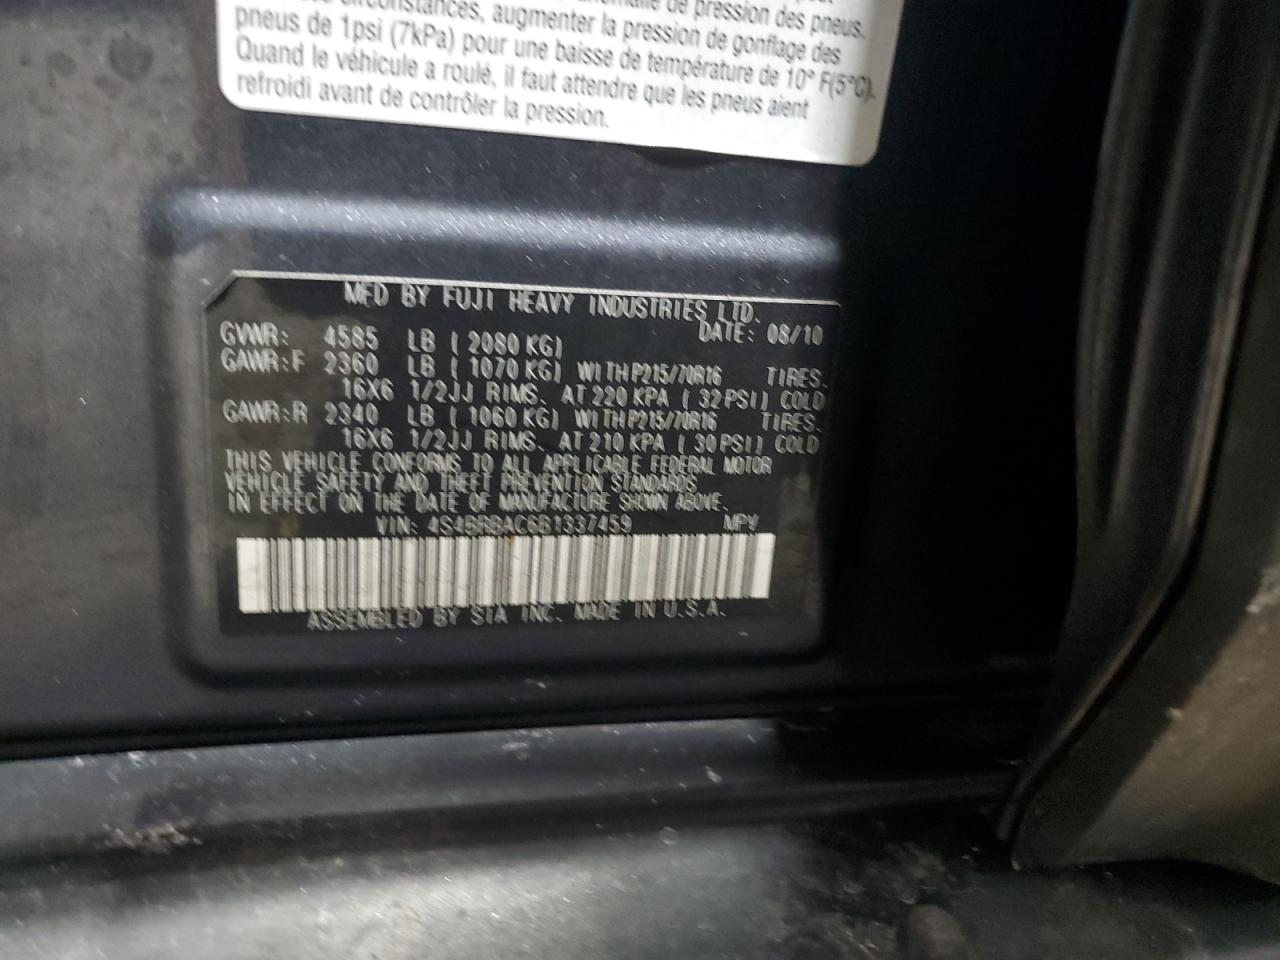 pression des pneus.
circonstances, augmenter la pression de gonflage des
pneus de 1psi (7kPa) pour une baisse de température de 10° F(5°C).
Quand le véhicule a roulé, il faut attendre que les pneus aient
refroidi avant de contrôler la pression.
MFD BY FUJI HEAVY INDUSTRIES LTD.
DATE: 08/10
GVWR: 4585 LB ( 2080 KG)
GAWR:F 2360 LB ( 1070 KG) WITH P215/70R16 TIRES.
16X6 1/2JJ RIMS. AT 220 KPA ( 32 PSI) COLD
GAWR:R 2340 LB ( 1060 KG) WITH P215/70R16 TIRES.
16X6 1/2JJ RIMS. AT 210 KPA ( 30 PSI) COLD
THIS VEHICLE CONFORMS TO ALL APPLICABLE FEDERAL MOTOR
VEHICLE SAFETY AND THEFT PREVENTION STANDARDS
IN EFFECT ON THE DATE OF MANUFACTURE SHOWN ABOVE.
VIN: 4S4BRBAC6B1337459 MPV
ASSEMBLED BY SIA INC. MADE IN U.S.A.